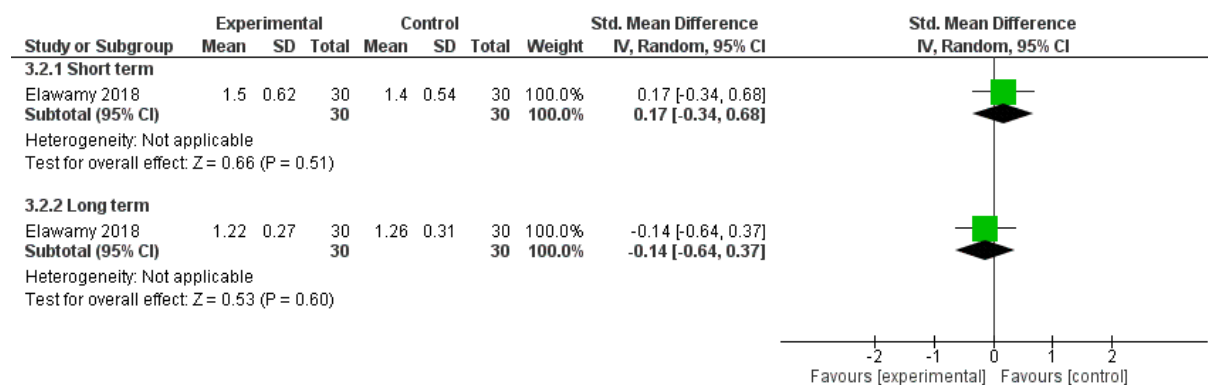 Experimental Control Std. Mean Difference Std. Mean Difference
Study or Subgroup Mean SD Total Mean SD Total Weight IV, Random, 95% CI IV, Random, 95% CI
3.2.1 Short term
Elawamy 2018 1.5 0.62 30 1.4 0.54 30 100.0% 0.17 [-0.34, 0.68]
Subtotal (95% CI) 30 30 100.0% 0.17 [-0.34, 0.68]
Heterogeneity: Not applicable
Test for overall effect: Z = 0.66 (P = 0.51)
3.2.2 Long term
Elawamy 2018 1.22 0.27 30 1.26 0.31 30 100.0% -0.14 [-0.64, 0.37]
Subtotal (95% CI) 30 30 100.0% -0.14 [-0.64, 0.37]
Heterogeneity: Not applicable
Test for overall effect: Z = 0.53 (P = 0.60)
-2 -1 0 1 2
Favours [experimental] Favours [control]